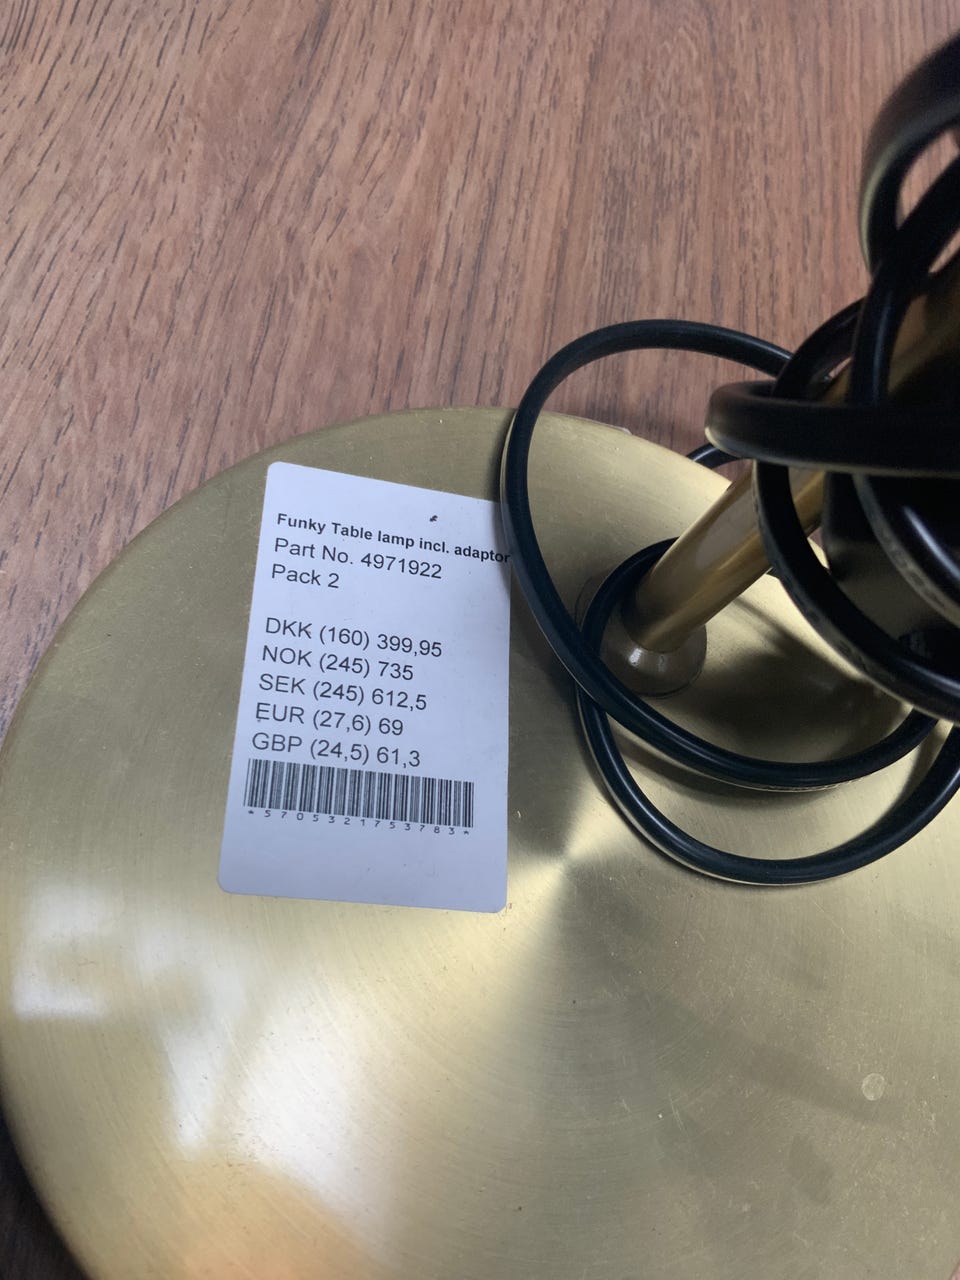 Funky Table lamp incl. adaptor
Part No. 4971922
Pack 2
DKK (160) 399,95
NOK (245) 735
SEK (245) 612,5
EUR (27,6) 69
GBP (24,5) 61,3
*5705321753783*